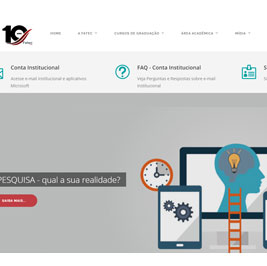 10
HOME
A FATEC
CURSOS DE GRADUAÇÃO
ÁREA ACADÊMICA
MÍDIA
Conta Institucional
Acesse e-mail institucional e aplicativos
Microsoft
FAQ - Conta Institucional
Veja Perguntas e Respostas sobre e-mail
institucional
S
PESQUISA - qual a sua realidade?
SAIBA MAIS...